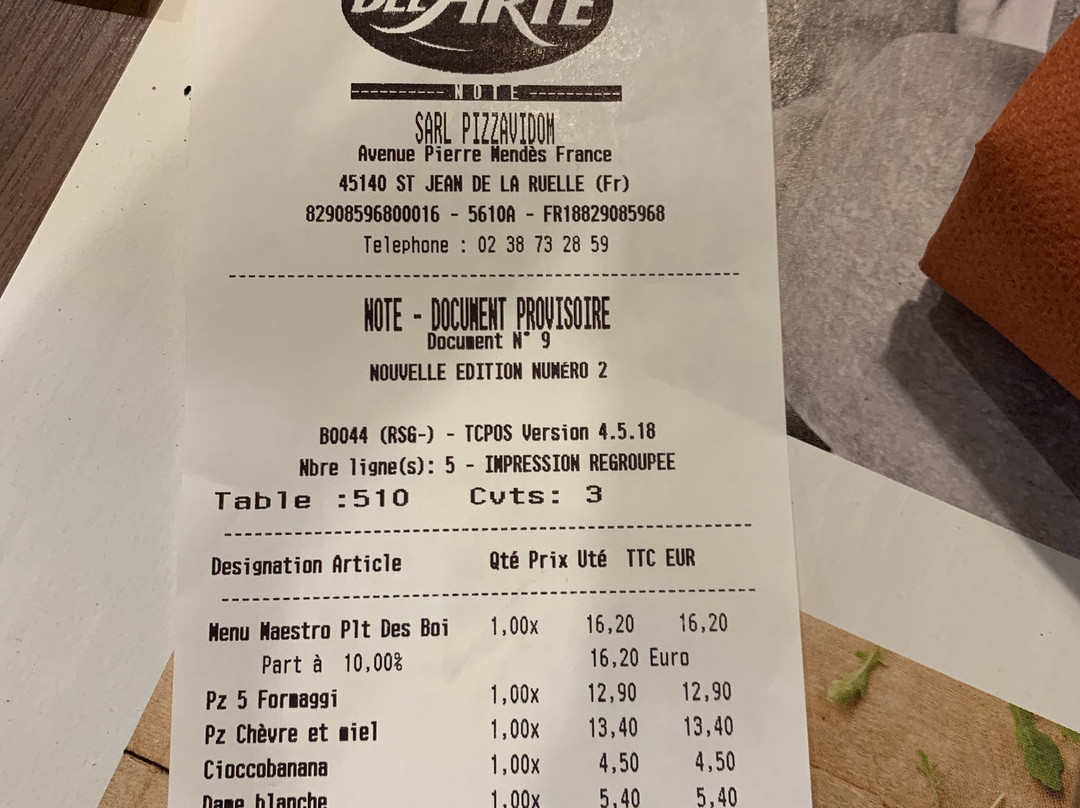 DEL ARTE
NOTE
SARL PIZZAVIDOM
Avenue Pierre Mendès France
45140 ST JEAN DE LA RUELLE (Fr)
82908596800016 - 5610A - FR18829085968
Telephone : 02 38 73 28 59
NOTE - DOCUMENT PROVISOIRE
Document N° 9
NOUVELLE EDITION NUMÉRO 2
B0044 (RSG-) - TCPOS Version 4.5.18
Nbre ligne(s): 5 - IMPRESSION REGROUPEE
Table :510 Cvts: 3
Designation Article Qté Prix Uté TTC EUR
Menu Maestro Plt Des Boi 1,00x 16,20 16,20
Part à 10,00% 16,20 Euro
Pz 5 Formaggi 1,00x 12,90 12,90
Pz Chèvre et miel 1,00x 13,40 13,40
Cioccobanana 1,00x 4,50 4,50
Dame blanche 1,00x 5,40 5,40